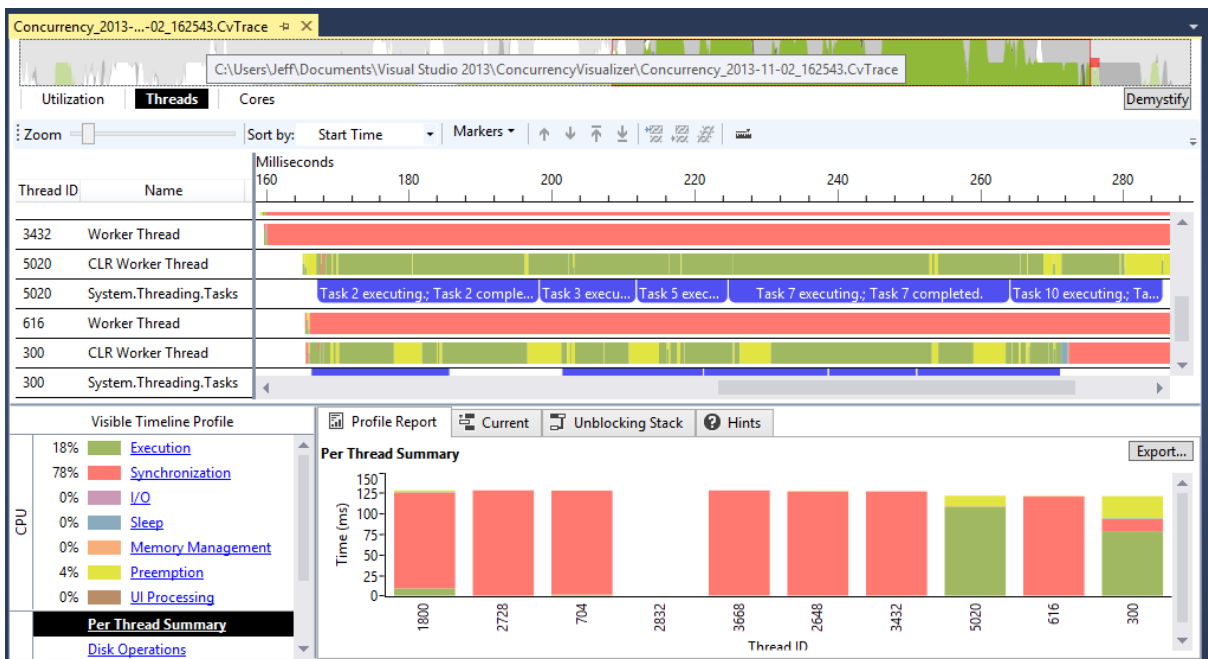 Concurrency_2013-...-02_162543.CvTrace
C:\Users\Jeff\Documents\Visual Studio 2013\ConcurrencyVisualizer\Concurrency_2013-11-02_162543.CvTrace
Utilization Threads Cores Demystify
Zoom Sort by: Start Time Markers
Milliseconds
Thread ID Name 160 180 200 220 240 260 280
3432 Worker Thread
5020 CLR Worker Thread
5020 System.Threading.Tasks Task 2 executing.; Task 2 comple... Task 3 execu... Task 5 exec... Task 7 executing.; Task 7 completed. Task 10 executing.; Ta...
616 Worker Thread
300 CLR Worker Thread
300 System.Threading.Tasks
Visible Timeline Profile
CPU
18% Execution
78% Synchronization
0% I/O
0% Sleep
0% Memory Management
4% Preemption
0% UI Processing
Per Thread Summary
Disk Operations
Profile Report Current Unblocking Stack Hints
Per Thread Summary Export...
Time (ms)
150
125
100
75
50
25
0
1800 2728 704 2832 3668 2648 3432 5020 616 300
Thread ID